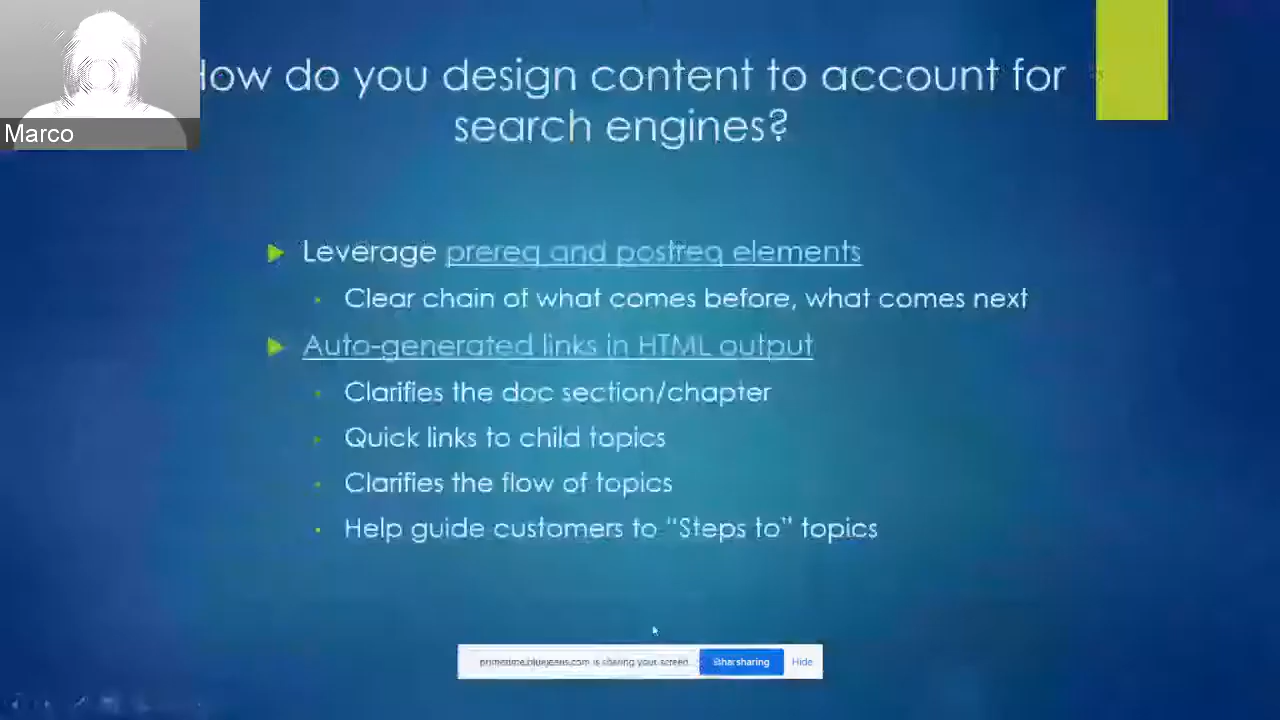 How do you design content to account for
search engines?
Marco
Leverage prereq and postreq elements
Clear chain of what comes before, what comes next
Auto-generated links in HTML output
Clarifies the doc section/chapter
Quick links to child topics
Clarifies the flow of topics
Help guide customers to “Steps to” topics
primetime.bluejeans.com is sharing your screen.
sharing
Hide